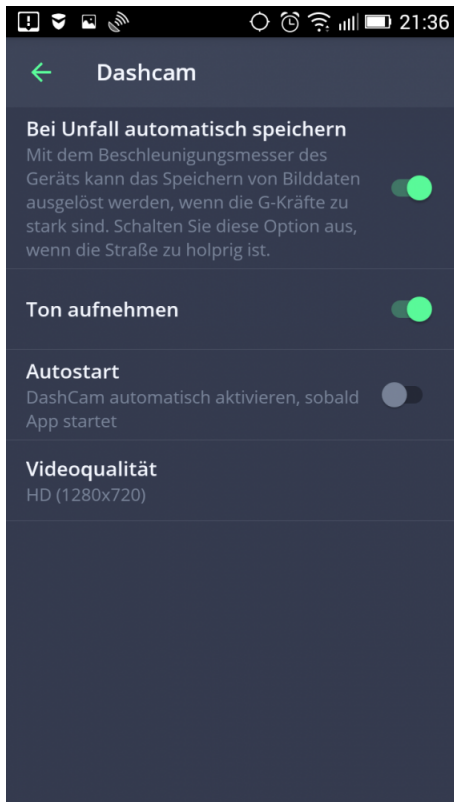 21:36
Dashcam
Bei Unfall automatisch speichern
Mit dem Beschleunigungsmesser des
Geräts kann das Speichern von Bilddaten
ausgelöst werden, wenn die G-Kräfte zu
stark sind. Schalten Sie diese Option aus,
wenn die Straße zu holprig ist.
Ton aufnehmen
Autostart
DashCam automatisch aktivieren, sobald
App startet
Videoqualität
HD (1280x720)